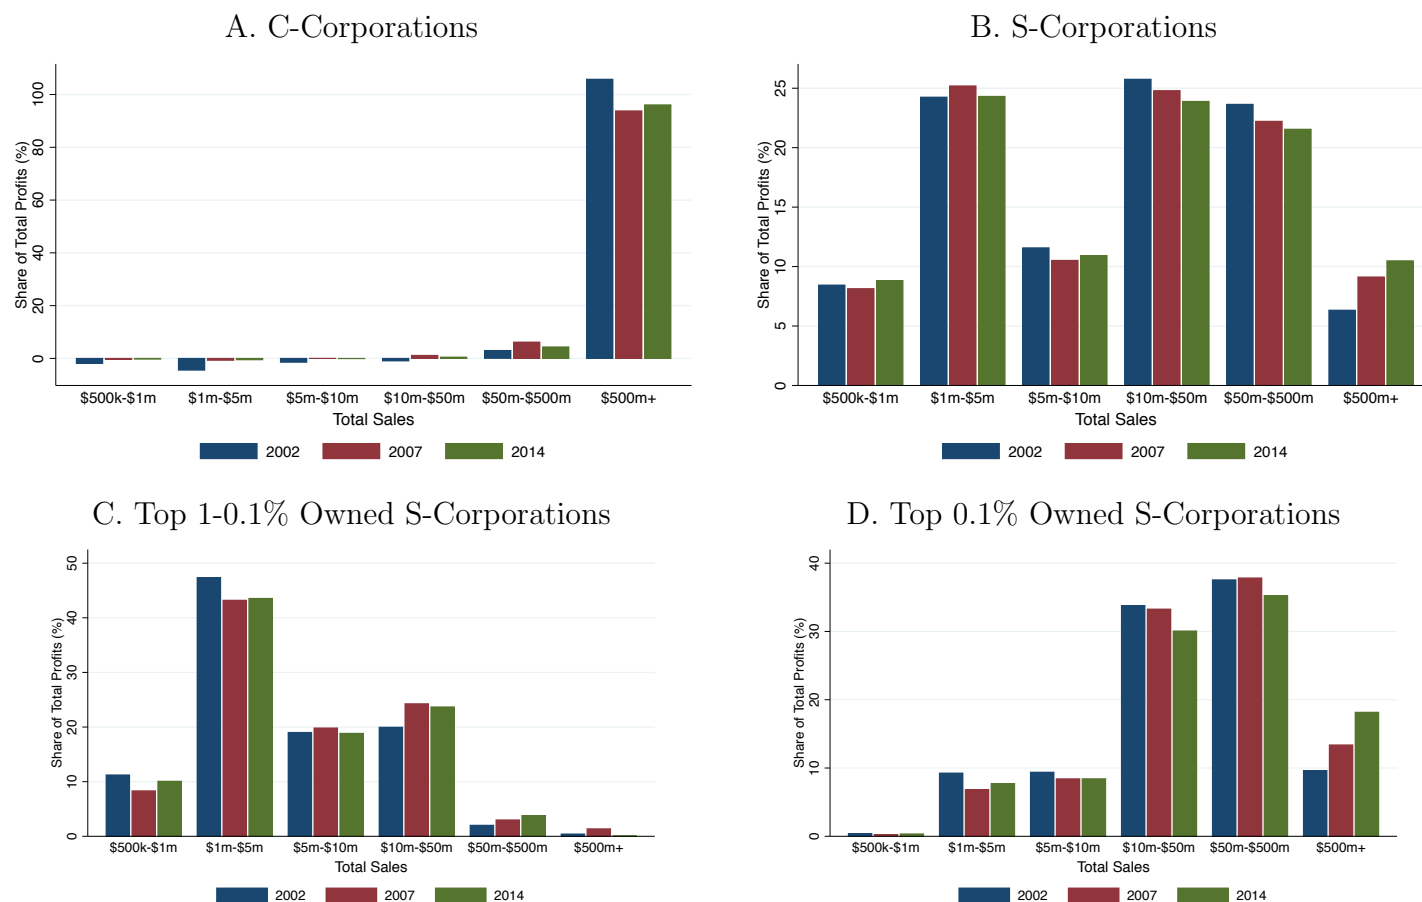 A. C-Corporations
Share of Total Profits (%)
100
80
60
40
20
0
$500k-$1m $1m-$5m $5m-$10m $10m-$50m $50m-$500m $500m+
Total Sales
2002 2007 2014
B. S-Corporations
Share of Total Profits (%)
25
20
15
10
5
0
$500k-$1m $1m-$5m $5m-$10m $10m-$50m $50m-$500m $500m+
Total Sales
2002 2007 2014
C. Top 1-0.1% Owned S-Corporations
Share of Total Profits (%)
50
40
30
20
10
0
$500k-$1m $1m-$5m $5m-$10m $10m-$50m $50m-$500m $500m+
Total Sales
2002 2007 2014
D. Top 0.1% Owned S-Corporations
Share of Total Profits (%)
40
30
20
10
0
$500k-$1m $1m-$5m $5m-$10m $10m-$50m $50m-$500m $500m+
Total Sales
2002 2007 2014